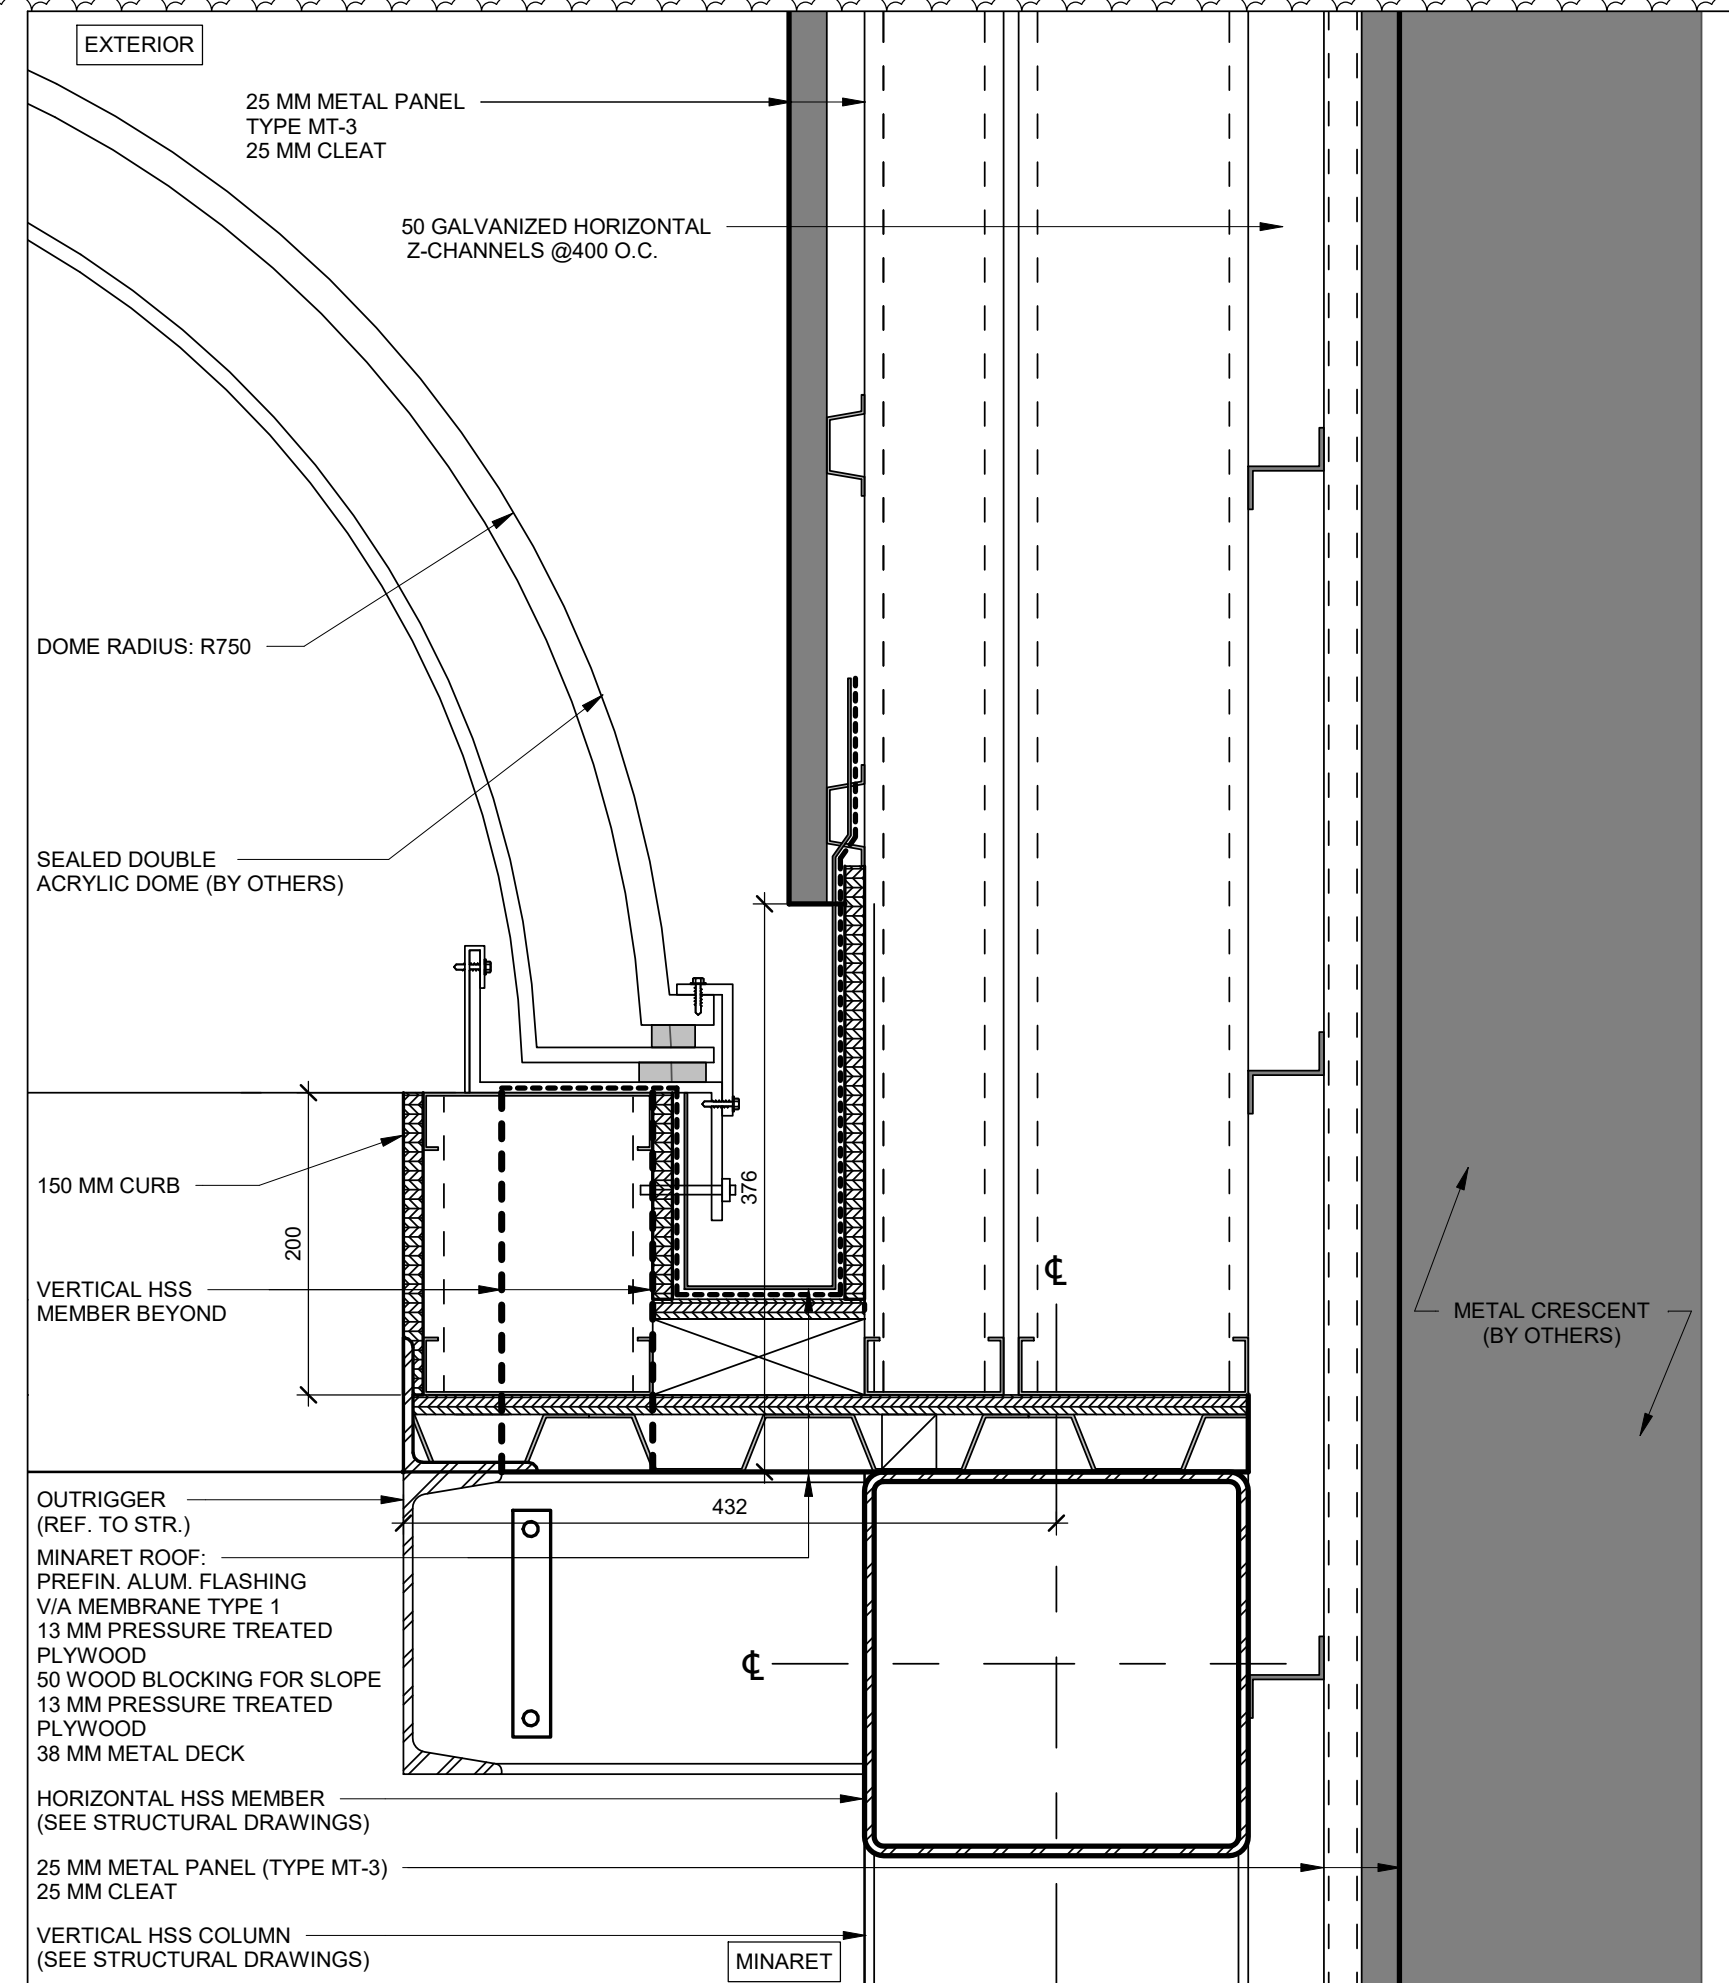 EXTERIOR
25 MM METAL PANEL
TYPE MT-3
25 MM CLEAT
50 GALVANIZED HORIZONTAL
Z-CHANNELS @400 O.C.
DOME RADIUS: R750
SEALED DOUBLE
ACRYLIC DOME (BY OTHERS)
150 MM CURB
200
376
VERTICAL HSS
MEMBER BEYOND
℄
METAL CRESCENT
(BY OTHERS)
OUTRIGGER
(REF. TO STR.)
432
MINARET ROOF:
PREFIN. ALUM. FLASHING
V/A MEMBRANE TYPE 1
13 MM PRESSURE TREATED
PLYWOOD
50 WOOD BLOCKING FOR SLOPE
13 MM PRESSURE TREATED
PLYWOOD
38 MM METAL DECK
℄
HORIZONTAL HSS MEMBER
(SEE STRUCTURAL DRAWINGS)
25 MM METAL PANEL (TYPE MT-3)
25 MM CLEAT
VERTICAL HSS COLUMN
(SEE STRUCTURAL DRAWINGS)
MINARET